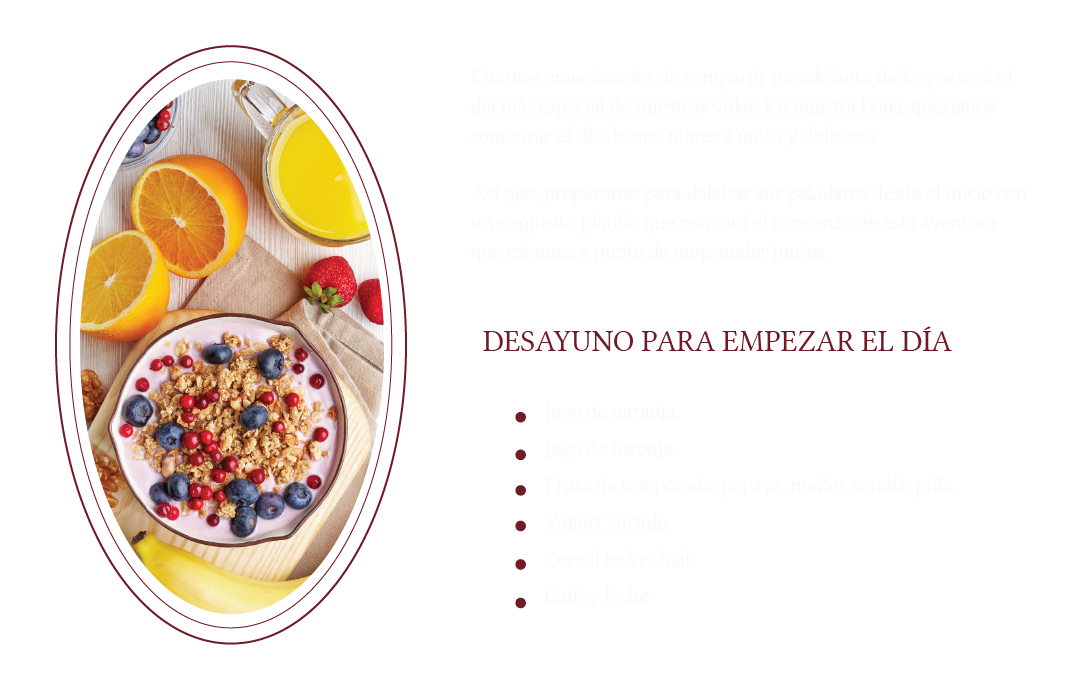 Estamos emocionados de compartir un adelanto de lo que será el
día más especial de nuestras vidas. En nuestra boda, queremos
comenzar el día de una manera única y deliciosa.
Así que, prepárense para deleitar sus paladares desde el inicio con
un exquisito platillo que marcará el comienzo de esta aventura
que estamos a punto de emprender juntos.
DESAYUNO PARA EMPEZAR EL DÍA
Jugo de naranja.
Jugo de toronja.
Fruta de temporada: papaya, melón, sandía, piña.
Yogurt surtido.
Cereal individual.
Café y leche.